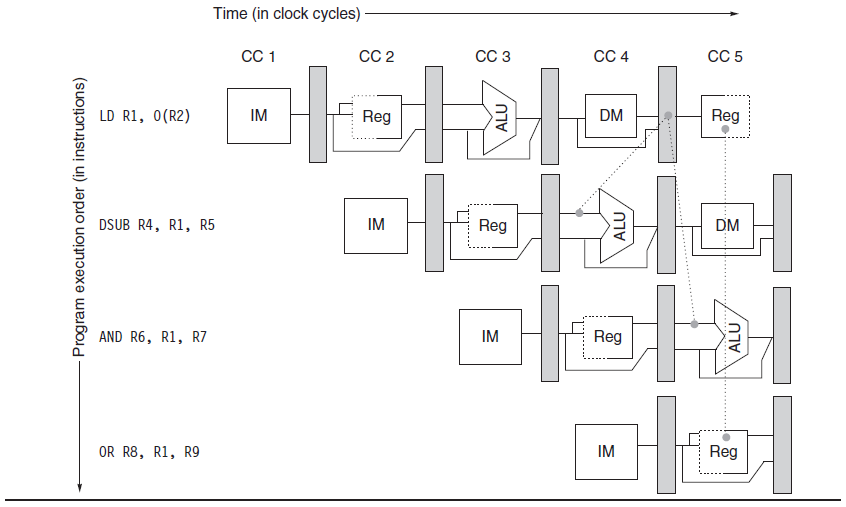 Time (in clock cycles)
CC 1 CC 2 CC 3 CC 4 CC 5
Program execution order (in instructions)
LD R1, 0(R2) IM Reg ALU DM Reg
DSUB R4, R1, R5 IM Reg ALU DM
AND R6, R1, R7 IM Reg ALU
OR R8, R1, R9 IM Reg